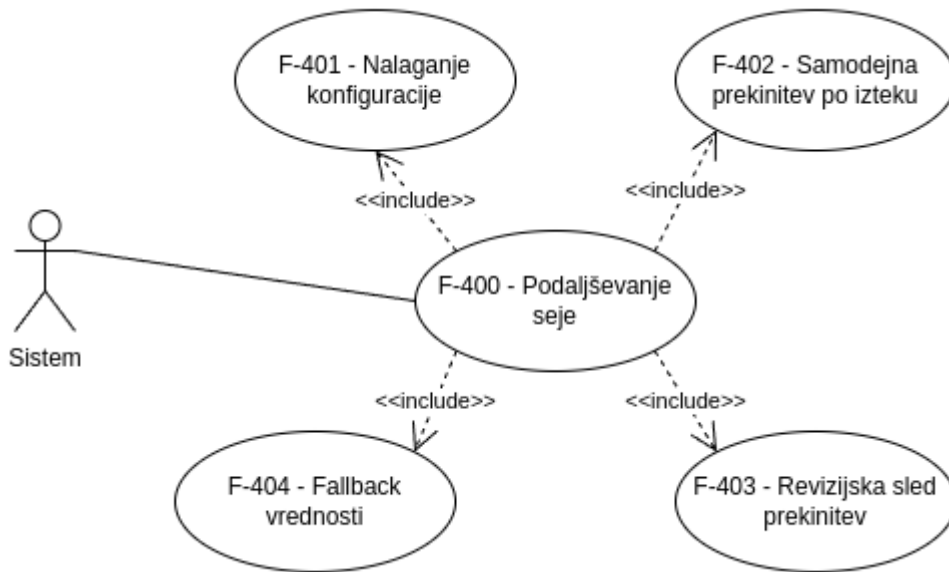 F-401 - Nalaganje
konfiguracije
F-402 - Samodejna
prekinitev po izteku
<<include>>
<<include>>
F-400 - Podaljševanje
seje
Sistem
<<include>>
<<include>>
F-404 - Fallback
vrednosti
F-403 - Revizijska sled
prekinitev